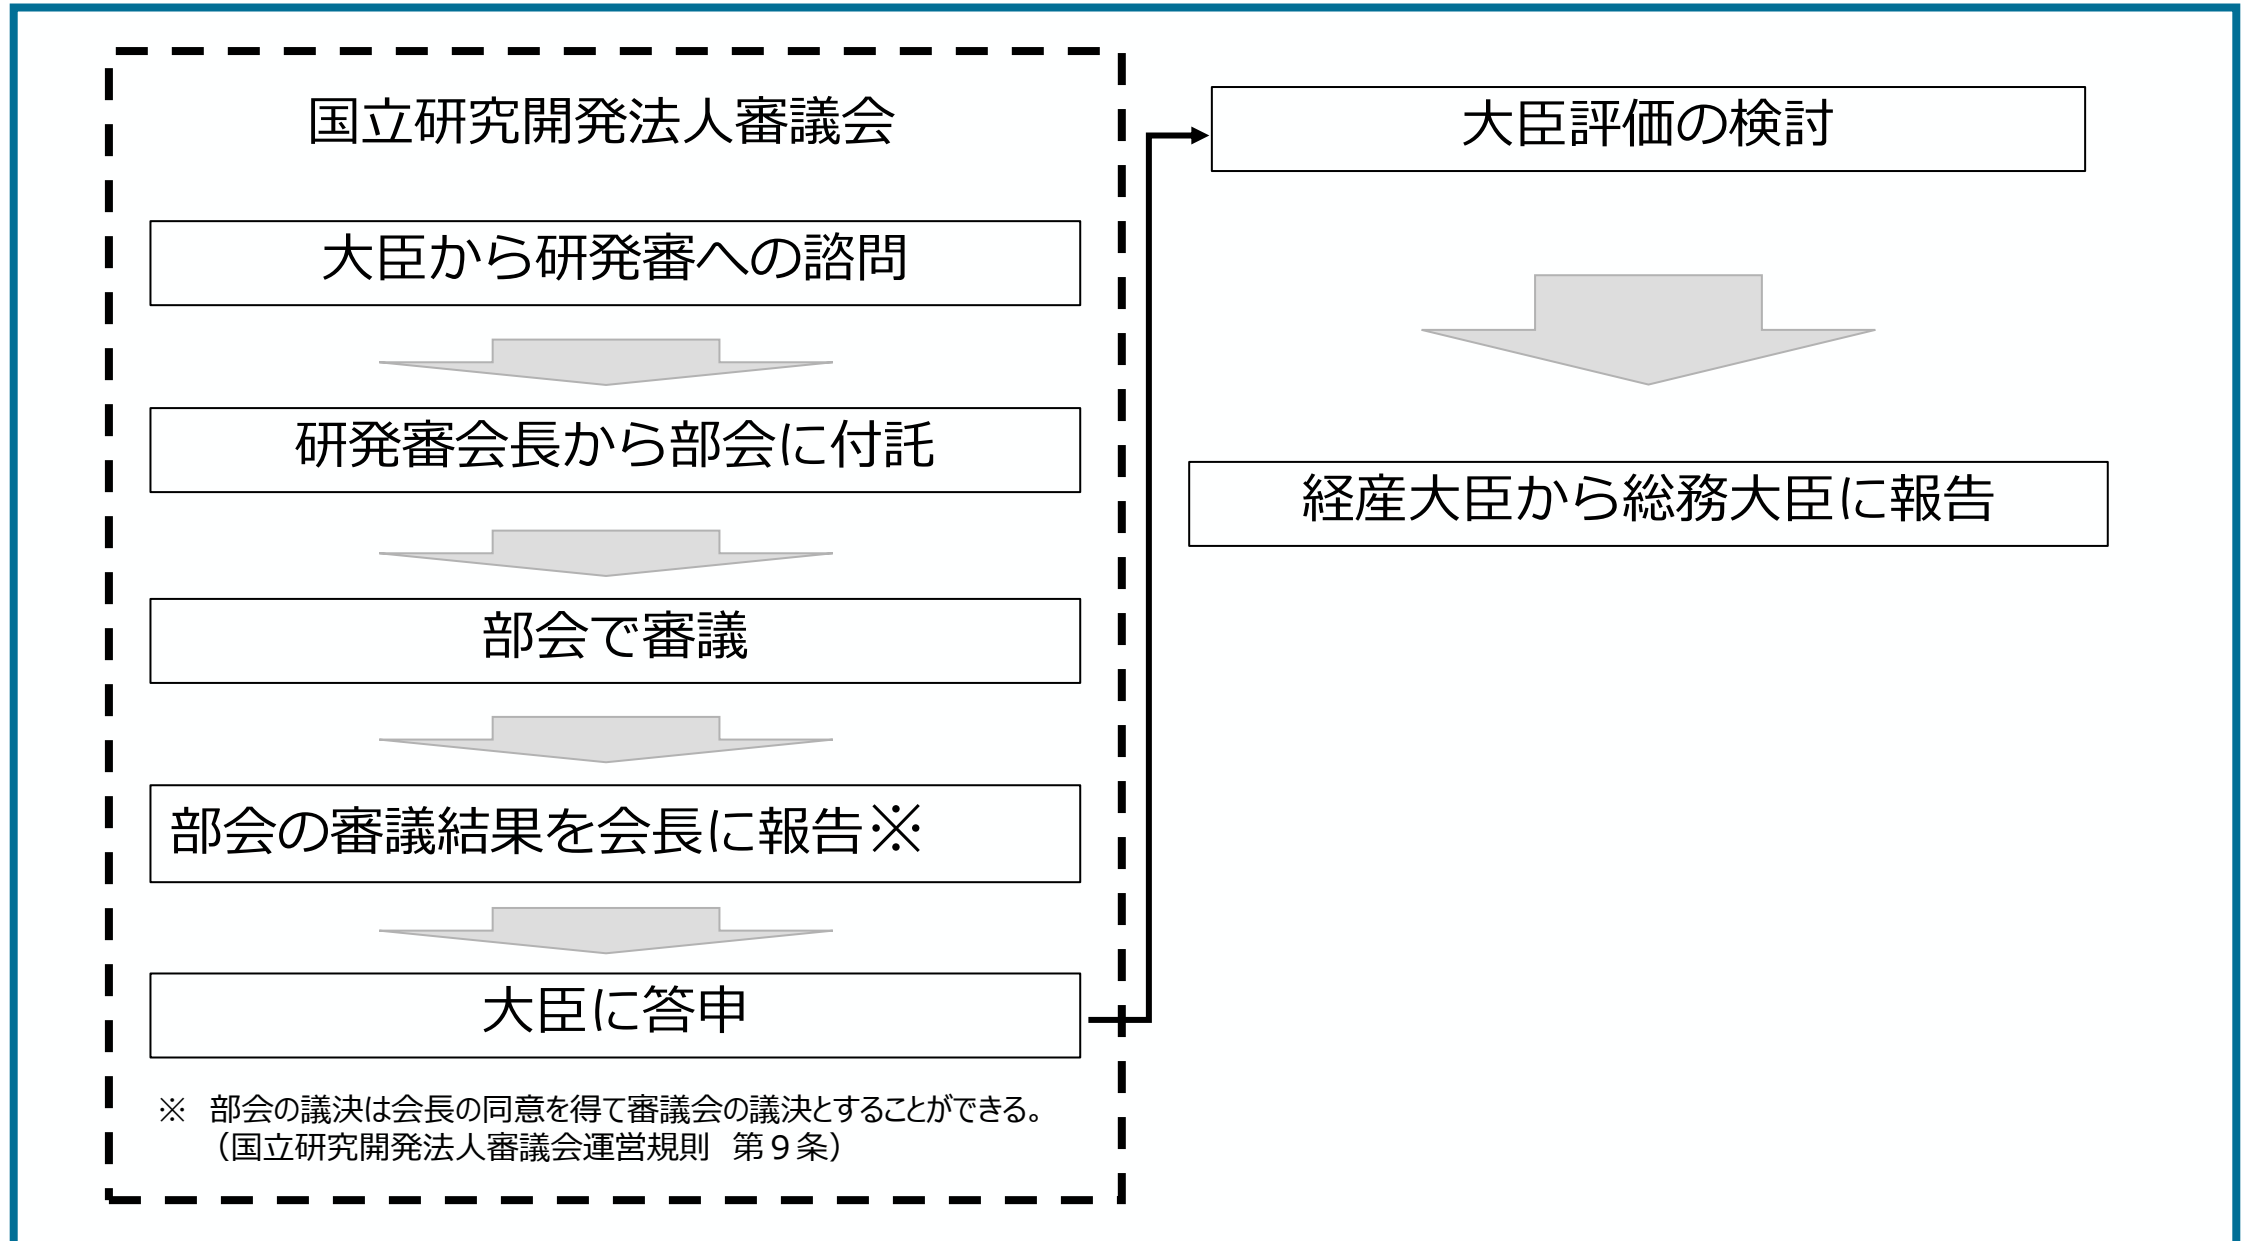 国立研究開発法人審議会
大臣から研発審への諮問
研発審会長から部会に付託
部会で審議
部会の審議結果を会長に報告※
大臣に答申
※　部会の議決は会長の同意を得て審議会の議決とすることができる。
（国立研究開発法人審議会運営規則　第９条）
大臣評価の検討
経産大臣から総務大臣に報告